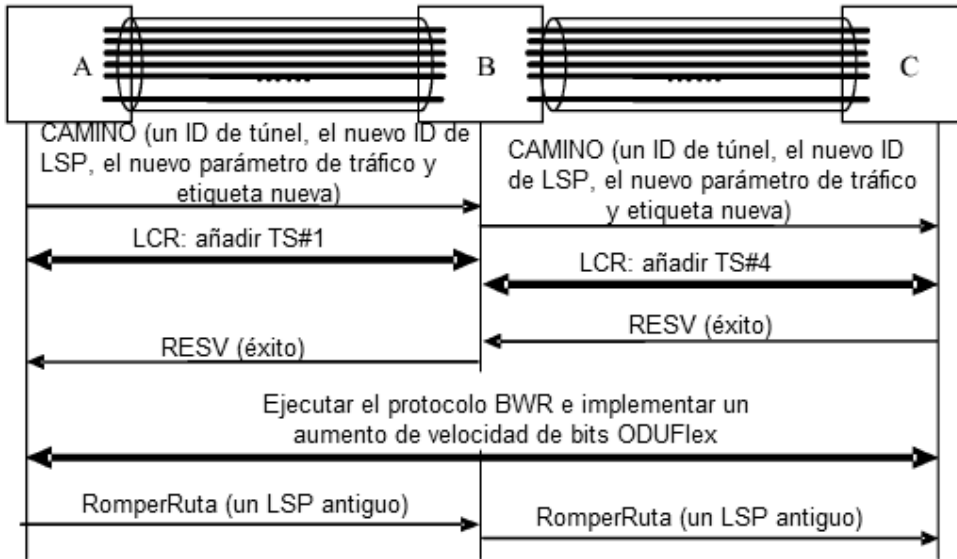 A
B
C
CAMINO (un ID de túnel, el nuevo ID de
LSP, el nuevo parámetro de tráfico y
etiqueta nueva)
CAMINO (un ID de túnel, el nuevo ID
de LSP, el nuevo parámetro de tráfico
y etiqueta nueva)
LCR: añadir TS#1
LCR: añadir TS#4
RESV (éxito)
RESV (éxito)
Ejecutar el protocolo BWR e implementar un
aumento de velocidad de bits ODUFlex
RomperRuta (un LSP antiguo)
RomperRuta (un LSP antiguo)